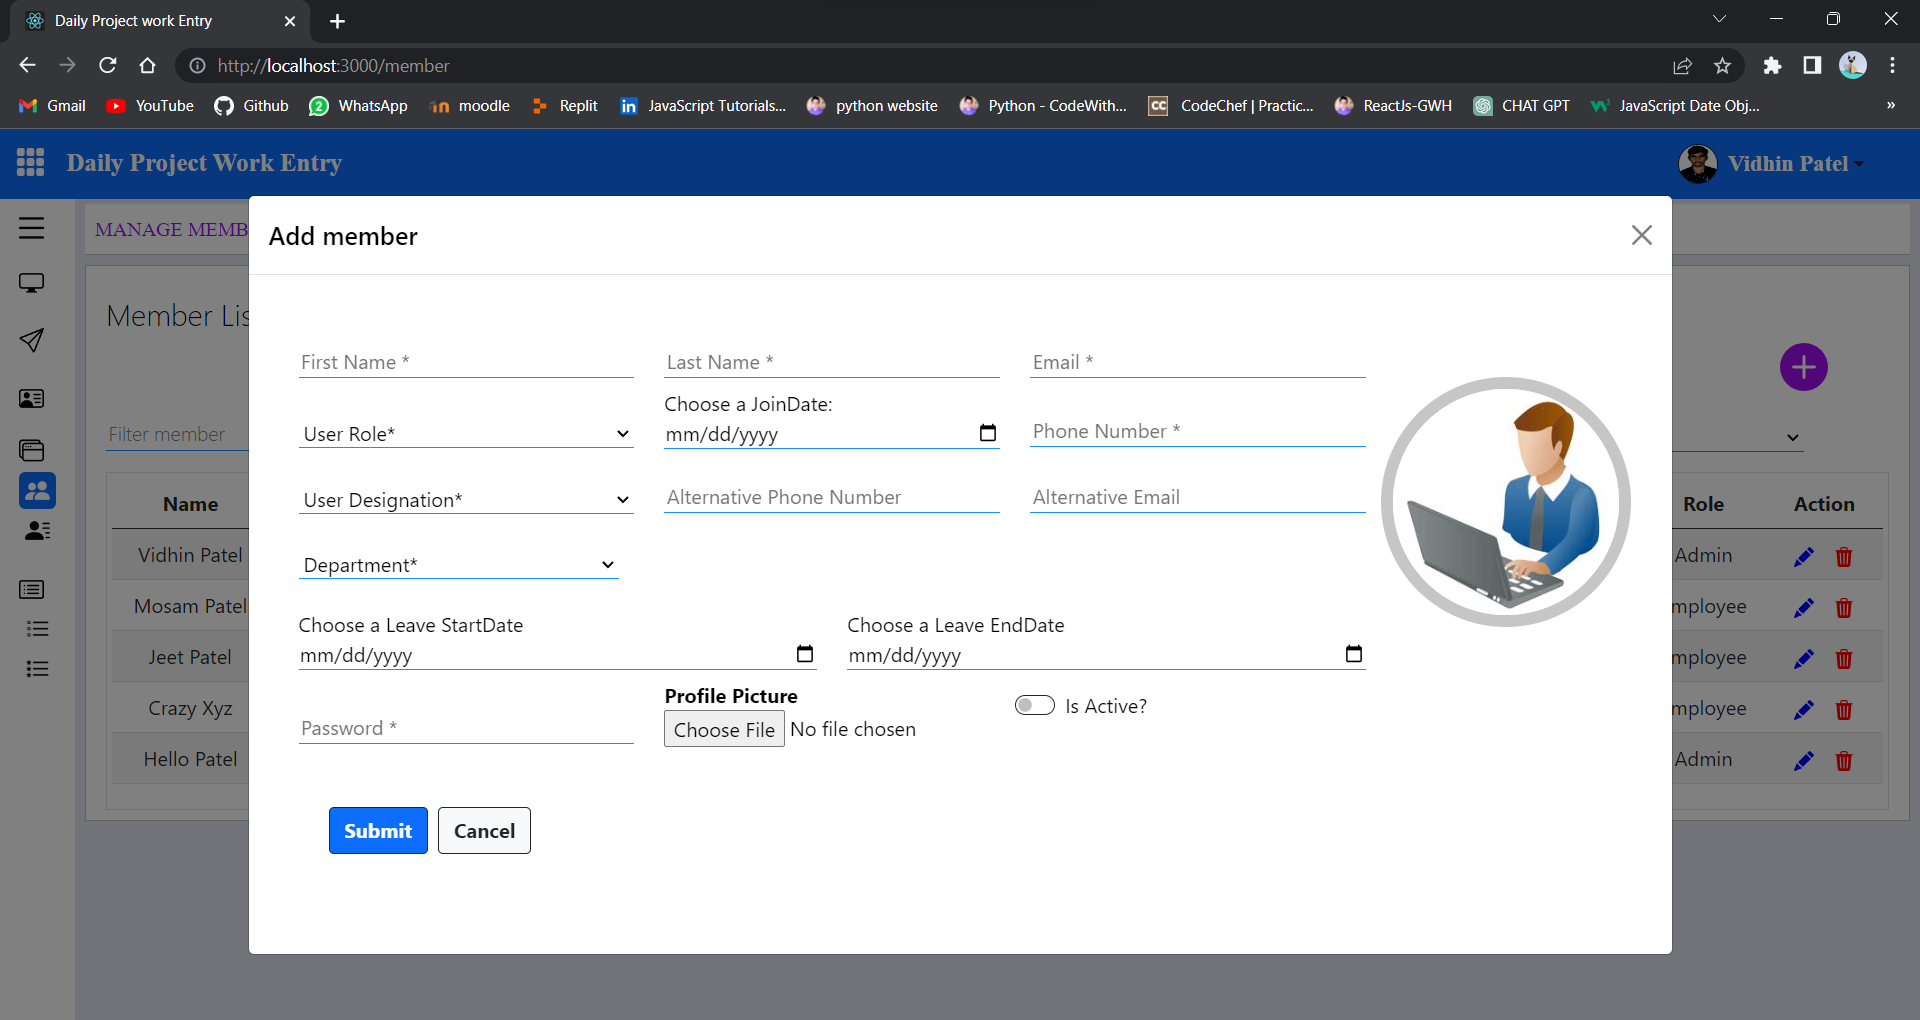 Daily Project work Entry
http://localhost:3000/member
Gmail YouTube Github 2 WhatsApp moodle Replit in JavaScript Tutorials... python website Python - CodeWith... CC CodeChef | Practic... ReactJs-GWH CHAT GPT W3 JavaScript Date Obj... »
Daily Project Work Entry Vidhin Patel
MANAGE MEMB
Add member
Member Lis
First Name * Last Name * Email *
Choose a JoinDate:
Filter member User Role* mm/dd/yyyy Phone Number *
User Designation* Alternative Phone Number Alternative Email
Name Role Action
Vidhin Patel Department* Admin
Mosam Patel mployee
Choose a Leave StartDate Choose a Leave EndDate
Jeet Patel mm/dd/yyyy mm/dd/yyyy mployee
Profile Picture
Crazy Xyz Is Active? mployee
Password * Choose File No file chosen
Hello Patel Admin
Submit Cancel